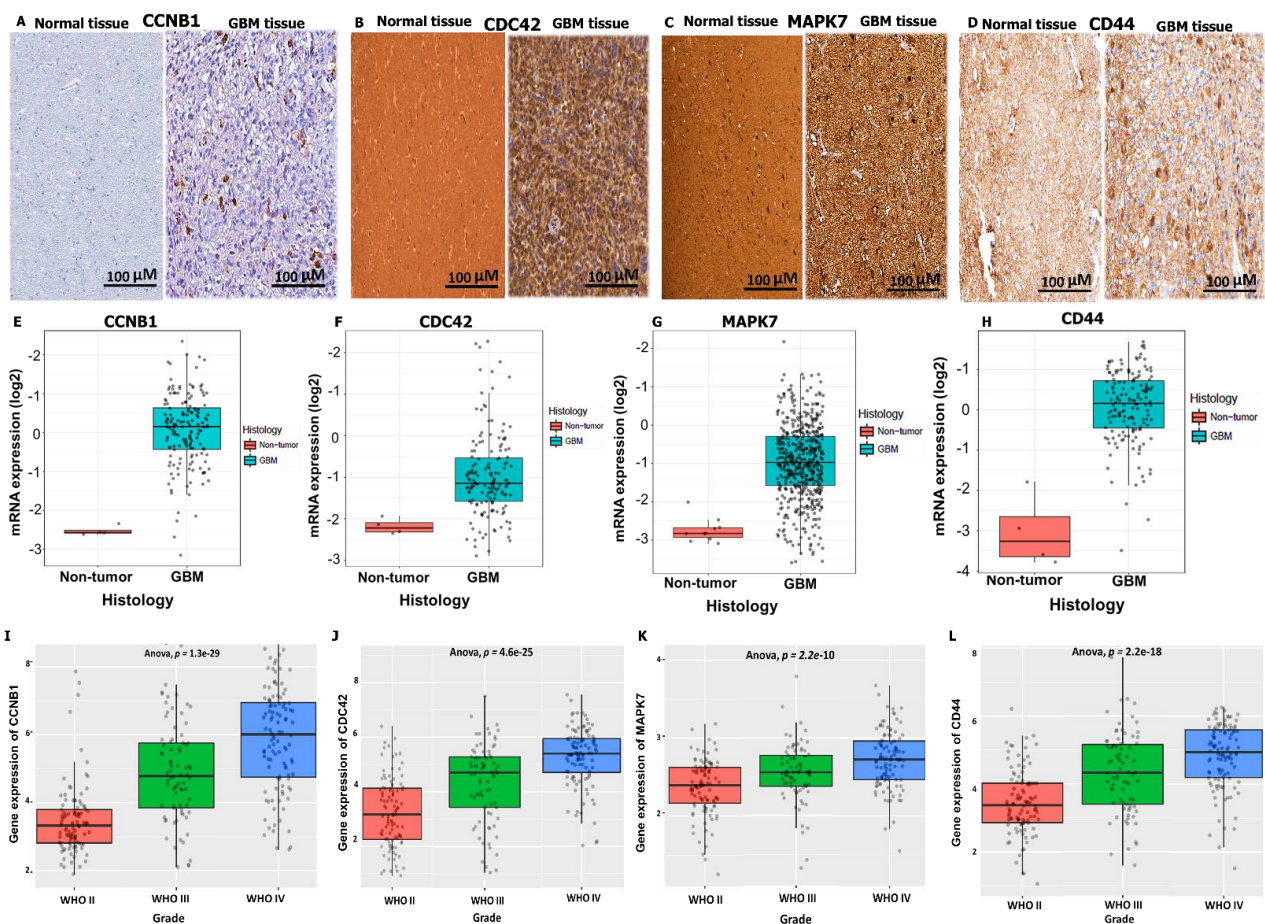 A Normal tissue CCNB1 GBM tissue
B Normal tissue CDC42 GBM tissue
C Normal tissue MAPK7 GBM tissue
D Normal tissue CD44 GBM tissue
100 µM
100 µM
100 µM
100 µM
100 µM
100 µM
100 µM
100 µM
E CCNB1
mRNA expression (log2)
-2
-1
0
-1
-2
-3
Non-tumor GBM
Histology
Histology
Non-tumor
GBM
F CDC42
mRNA expression (log2)
-2
-1
0
-1
-2
-3
Non-tumor GBM
Histology
Histology
Non-tumor
GBM
G MAPK7
mRNA expression (log2)
-2
-1
0
-1
-2
-3
Non-tumor GBM
Histology
Histology
Non-tumor
GBM
H CD44
mRNA expression (log2)
-1
0
-1
-2
-3
-4
Non-tumor GBM
Histology
Histology
Non-tumor
GBM
I
Anova, p = 1.3e-29
Gene expression of CCNB1
8
6
4
2
WHO II WHO III WHO IV
Grade
J
Anova, p = 4.6e-25
Gene expression of CDC42
8
6
4
2
WHO II WHO III WHO IV
Grade
K
Anova, p = 2.2e-10
Gene expression of MAPK7
4
3
2
WHO II WHO III WHO IV
Grade
L
Anova, p = 2.2e-18
Gene expression of CD44
8
6
4
2
WHO II WHO III WHO IV
Grade